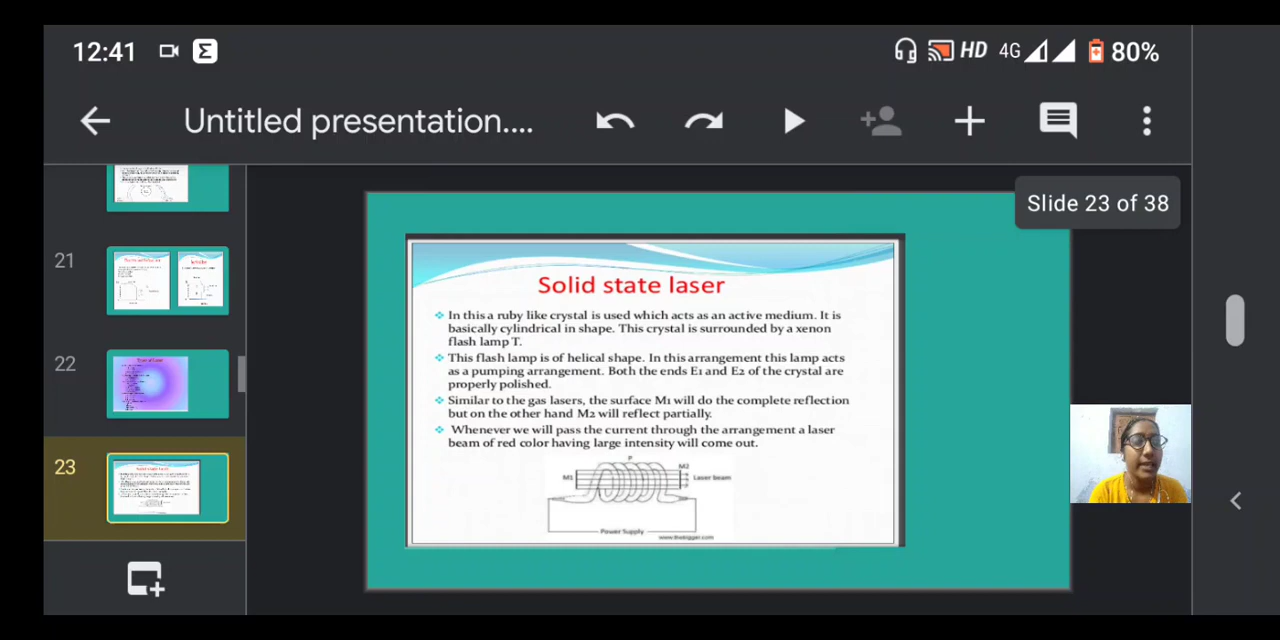 12:41 Σ HD 4G 80%
Untitled presentation....
Slide 23 of 38
21
22
23
Solid state laser
In this a ruby like crystal is used which acts as an active medium. It is
basically cylindrical in shape. This crystal is surrounded by a xenon
flash lamp T.
This flash lamp is of helical shape. In this arrangement this lamp acts
as a pumping arrangement. Both the ends E1 and E2 of the crystal are
properly polished.
Similar to the gas lasers, the surface M1 will do the complete reflection
but on the other hand M2 will reflect partially.
Whenever we will pass the current through the arrangement a laser
beam of red color having large intensity will come out.
P
M1 M2
Laser beam
Power Supply